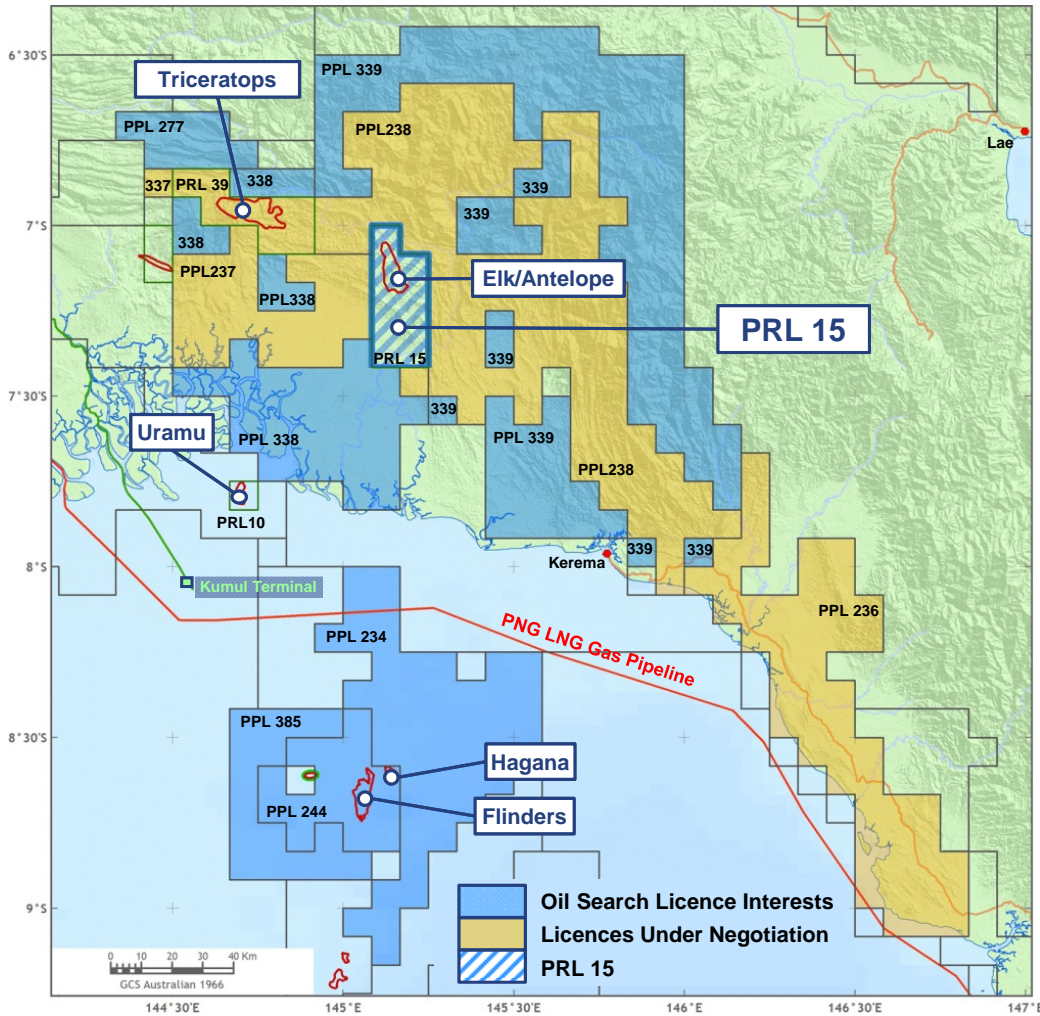 6°30'S
PPL 339
Triceratops
PPL 277
PPL238
Lae
337
PRL 39
338
339
339
7°S
338
PPL237
Elk/Antelope
PPL338
PRL 15
PRL 15
339
7°30'S
339
Uramu
PPL 338
PPL 339
PPL238
PRL10
Kerema
339
339
8°S
Kumul Terminal
PPL 236
PNG LNG Gas Pipeline
PPL 234
8°30'S
PPL 385
Hagana
PPL 244
Flinders
Oil Search Licence Interests
9°S
Licences Under Negotiation
PRL 15
0 10 20 30 40 Km
GCS Australian 1966
144°30'E
145°E
145°30'E
146°E
146°30'E
147°E